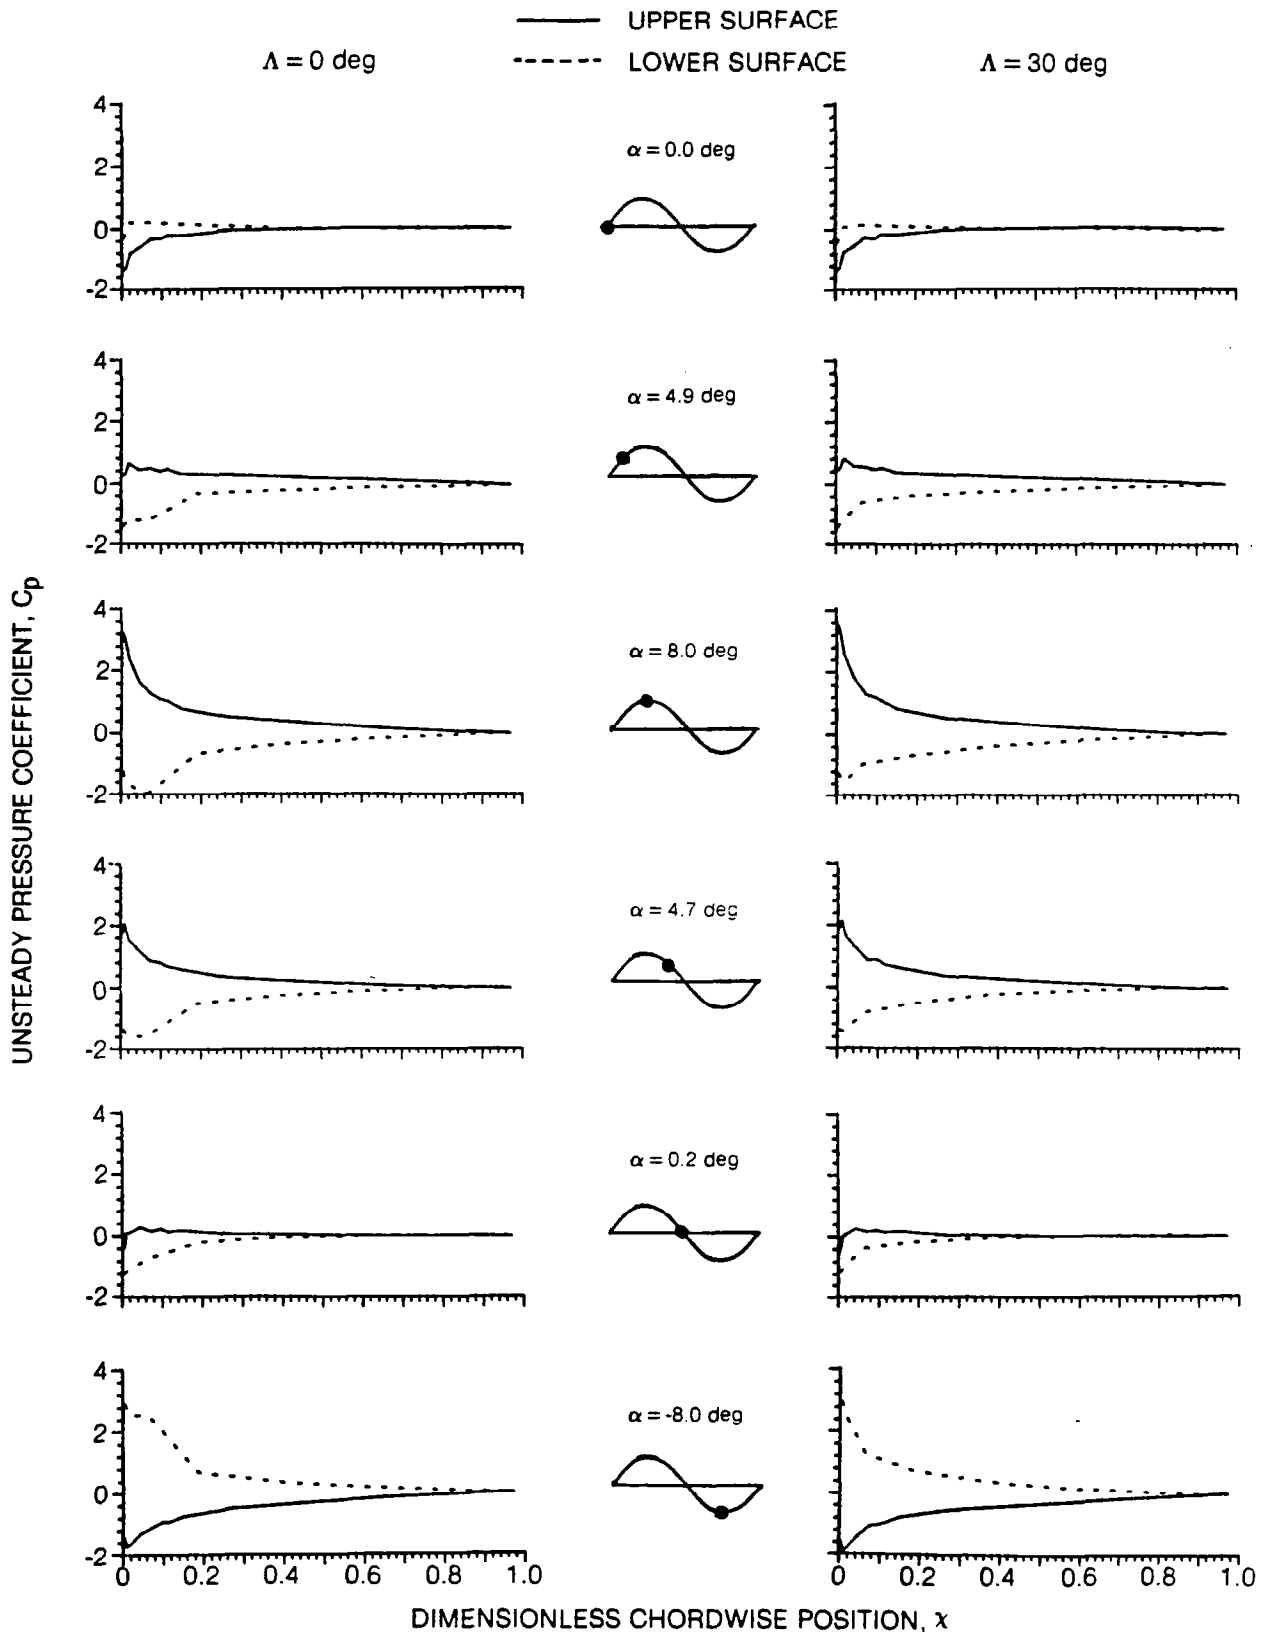 UPPER SURFACE
Λ = 0 deg
LOWER SURFACE
Λ = 30 deg
4
2
0
-2
α = 0.0 deg
4
2
0
-2
α = 4.9 deg
UNSTEADY PRESSURE COEFFICIENT, Cp
4
2
0
-2
α = 8.0 deg
4
2
0
-2
α = 4.7 deg
4
2
0
-2
α = 0.2 deg
4
2
0
-2
α = -8.0 deg
0 0.2 0.4 0.6 0.8 1.0
0 0.2 0.4 0.6 0.8 1.0
DIMENSIONLESS CHORDWISE POSITION, χ